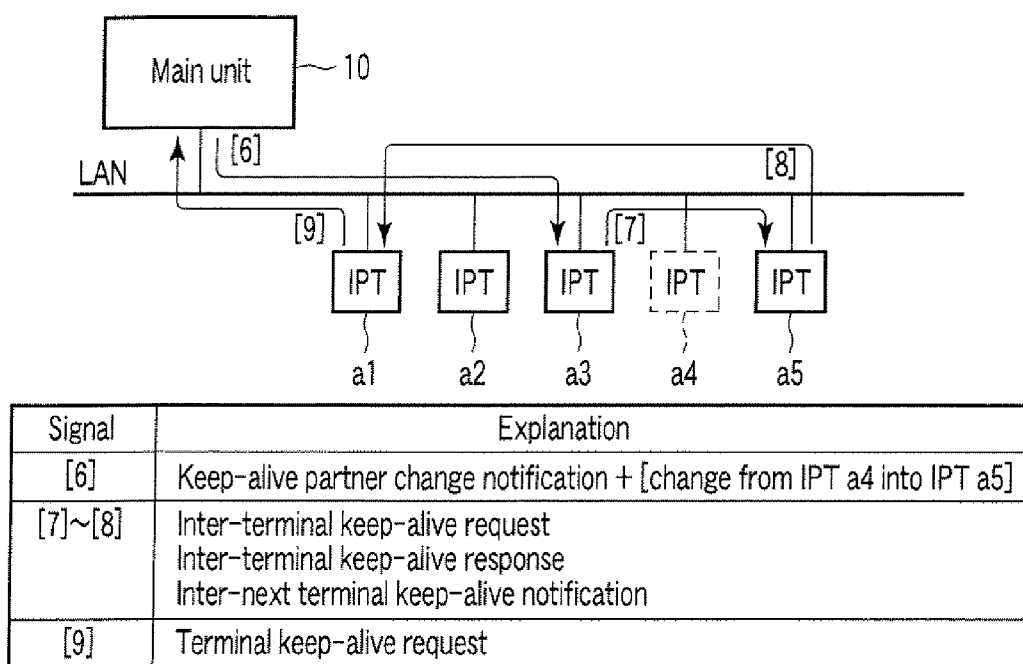 Main unit
10
[6]
[8]
LAN
[9]
[7]
IPT
IPT
IPT
IPT
IPT
a1
a2
a3
a4
a5
Signal
Explanation
[6]
Keep-alive partner change notification + [change from IPT a4 into IPT a5]
[7]~[8]
Inter-terminal keep-alive request
Inter-terminal keep-alive response
Inter-next terminal keep-alive notification
[9]
Terminal keep-alive request